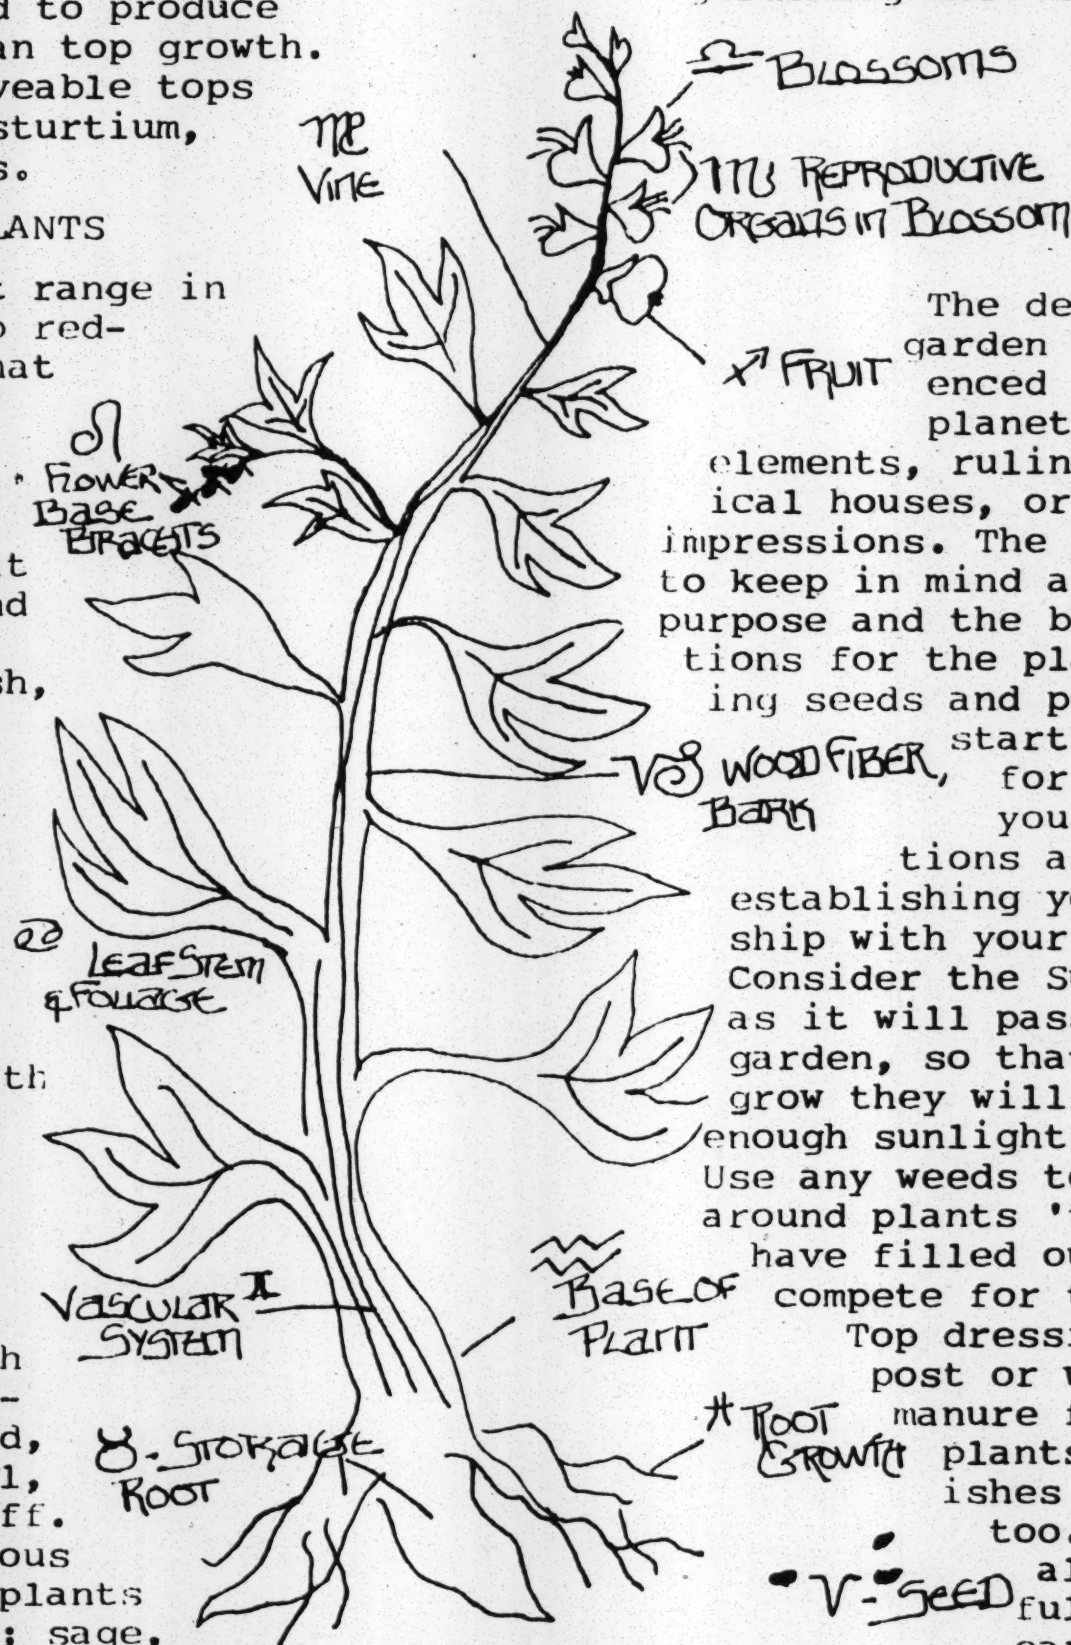 d to produce
an top growth.
veable tops
sturtium,
s.
LANTS
t range in
o red-
hat
♍
VINE
♎ BLOSSOMS
♏ REPRODUCTIVE
ORGANS IN BLOSSOM
♐ FRUIT
♌
FLOWER
BASE
BRACTS
The de
garden
enced
planet
elements, rulin
ical houses, or
impressions. The
to keep in mind a
purpose and the b
tions for the pl
ing seeds and p
start
for
you
tions a
establishing y
ship with your
Consider the S
as it will pas
garden, so tha
grow they will
enough sunlight
Use any weeds t
around plants '
have filled o
compete for
Top dress
post or
manure
plants
ishes
too.
al
ful
♑ WOOD FIBER,
BARK
it
nd
sh,
♋
LEAF STEM
& FOLIAGE
th
VASCULAR ♊
SYSTEM
♒
BASE OF
PLANT
♓ ROOT
GROWTH
♉ - STORAGE
ROOT
♈ - SEED
h
-
d,
l,
ff.
ous
plants
; sage,